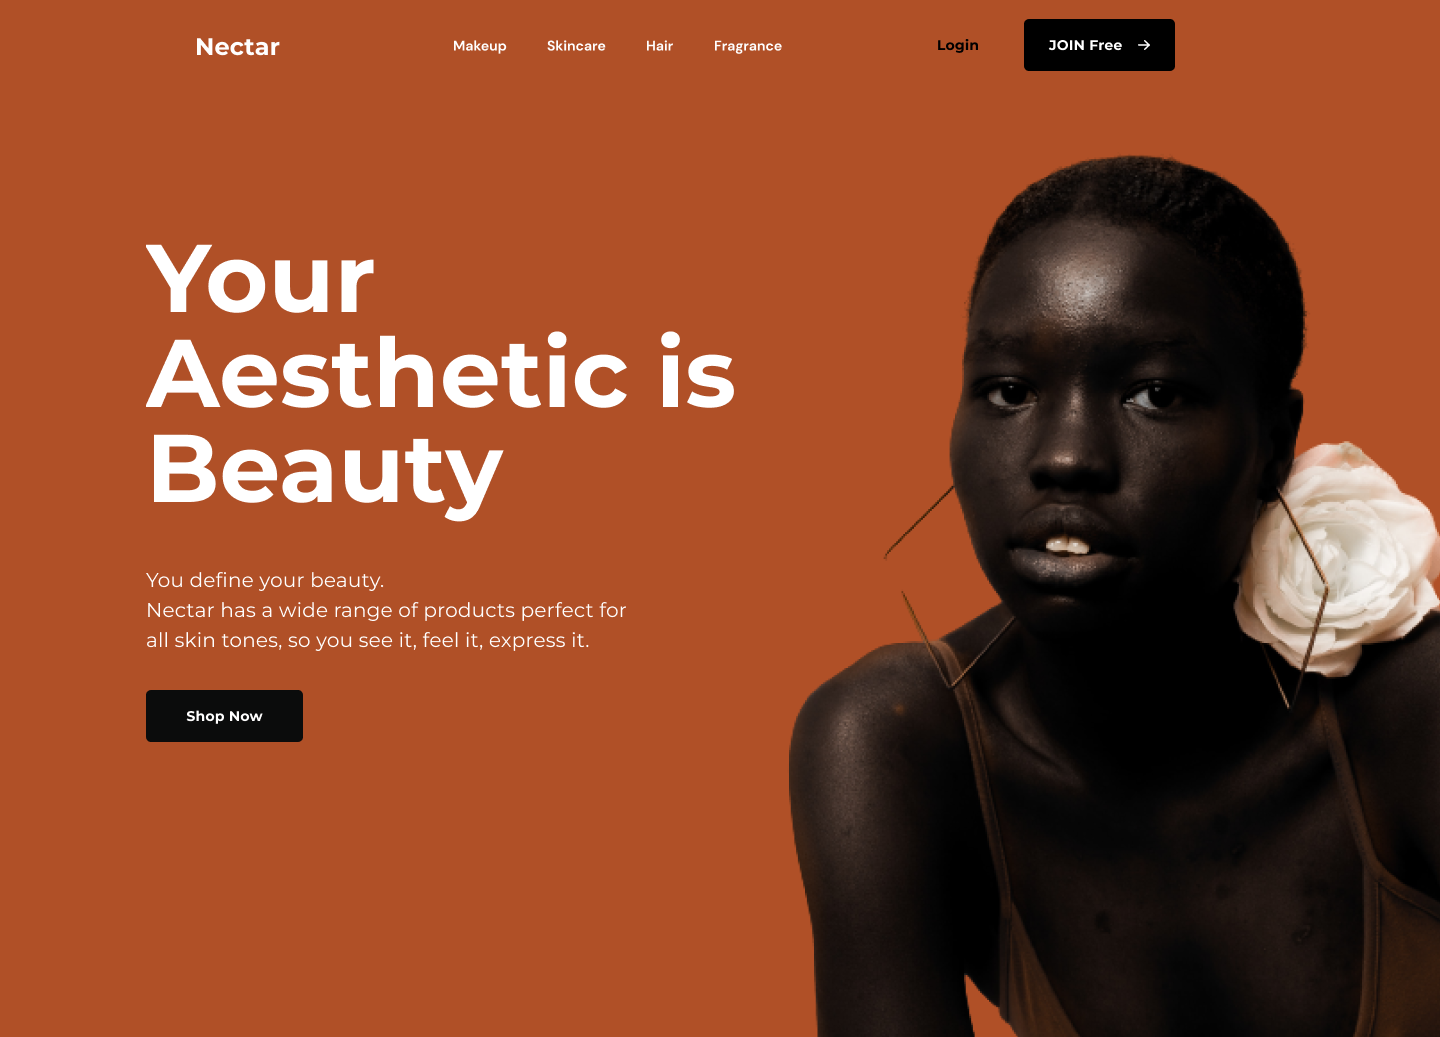 Nectar
Makeup
Skincare
Hair
Fragrance
Login
JOIN Free
Your
Aesthetic is
Beauty
You define your beauty.
Nectar has a wide range of products perfect for
all skin tones, so you see it, feel it, express it.
Shop Now